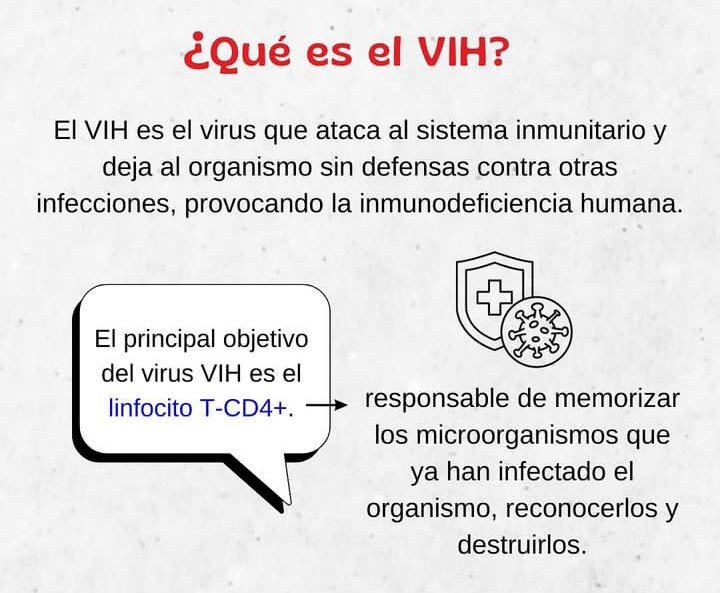 ¿Qué es el VIH?
El VIH es el virus que ataca al sistema inmunitario y
deja al organismo sin defensas contra otras
infecciones, provocando la inmunodeficiencia humana.
El principal objetivo
del virus VIH es el
linfocito T-CD4+.
responsable de memorizar
los microorganismos que
ya han infectado el
organismo, reconocerlos y
destruirlos.